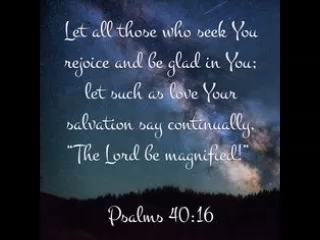 Let all those who seek You
rejoice and be glad in You;
let such as love Your
salvation say continually,
"The Lord be magnified!"
Psalms 40:16